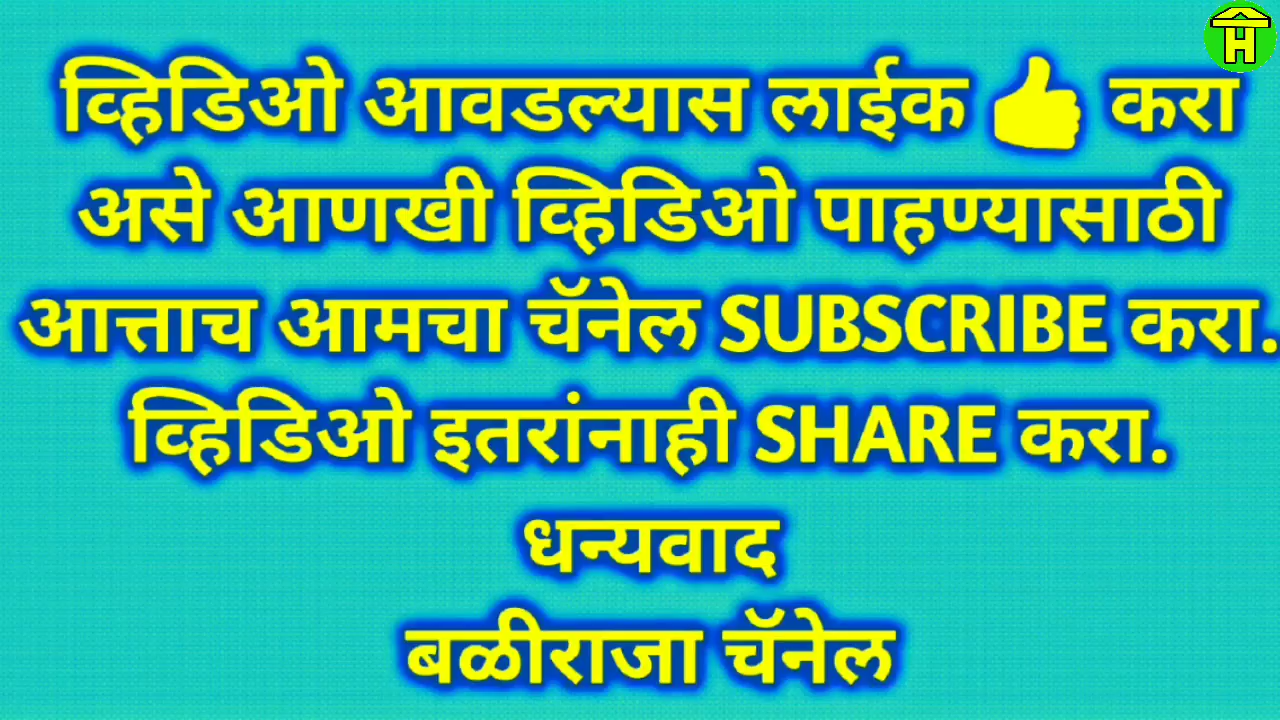 व्हिडिओ आवडल्यास लाईक 👍 करा
असे आणखी व्हिडिओ पाहण्यासाठी
आत्ताच आमचा चॅनेल SUBSCRIBE करा.
व्हिडिओ इतरांनाही SHARE करा.
धन्यवाद
बळीराजा चॅनेल
H